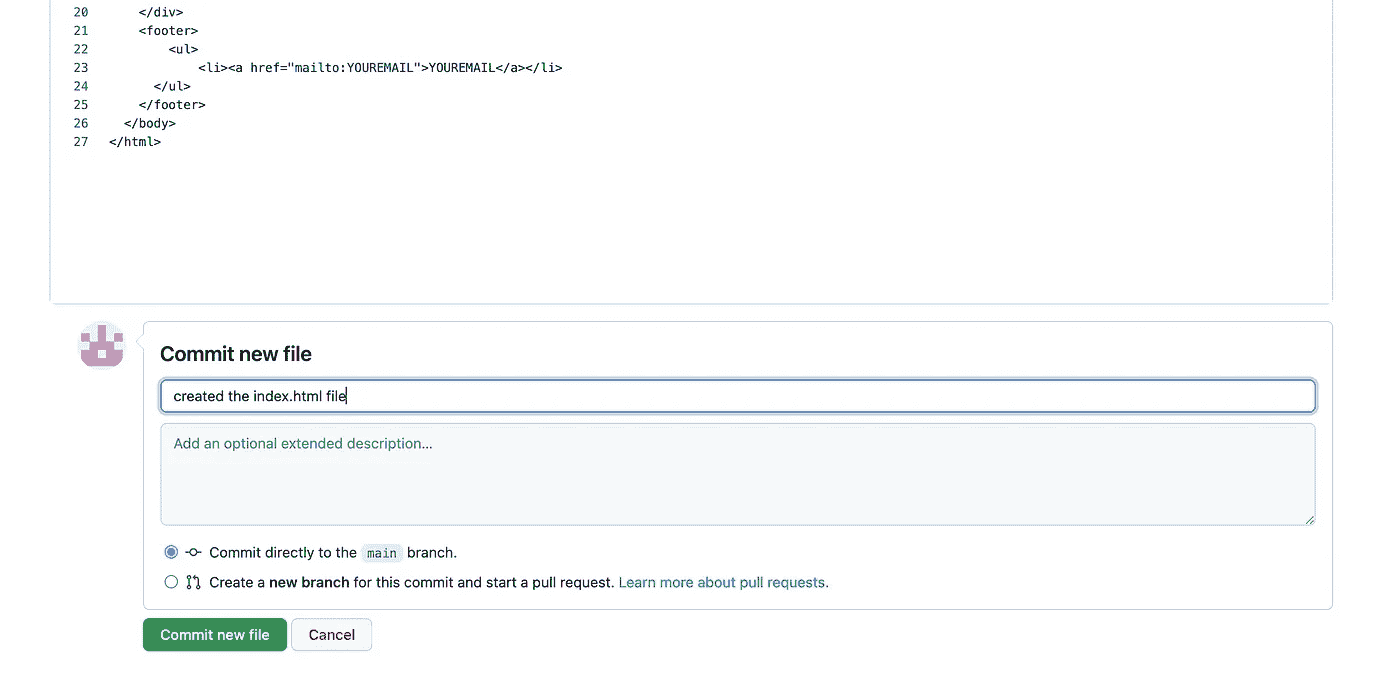 20 </div>
21 <footer>
22 <ul>
23 <li><a href="mailto:YOUREMAIL">YOUREMAIL</a></li>
24 </ul>
25 </footer>
26 </body>
27 </html>
Commit new file
created the index.html file
Add an optional extended description...
Commit directly to the main branch.
Create a new branch for this commit and start a pull request. Learn more about pull requests.
Commit new file Cancel